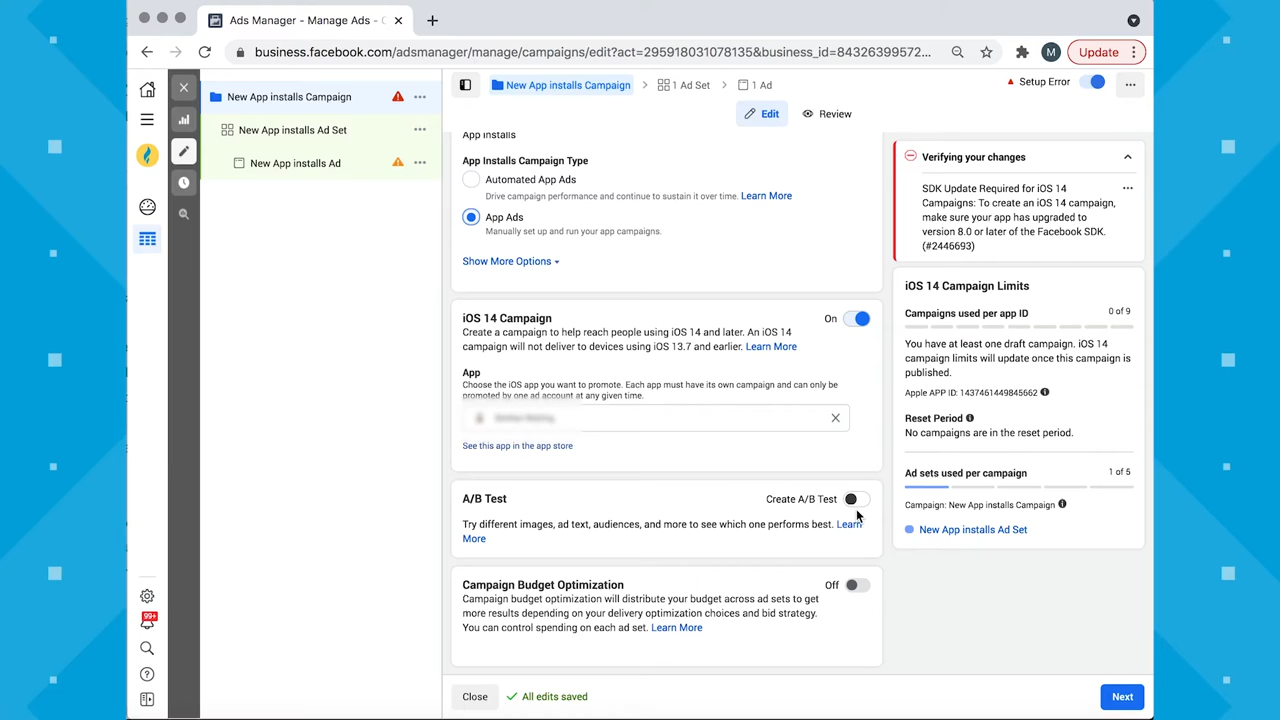 Ads Manager - Manage Ads - C
business.facebook.com/adsmanager/manage/campaigns/edit?act=295918031078135&business_id=84326399572...
M
Update
New App installs Campaign
New App installs Ad Set
New App installs Ad
99+
New App installs Campaign
1 Ad Set
1 Ad
Setup Error
Edit
Review
App Installs
App Installs Campaign Type
Automated App Ads
Drive campaign performance and continue to sustain it over time. Learn More
App Ads
Manually set up and run your app campaigns.
Show More Options
iOS 14 Campaign
On
Create a campaign to help reach people using iOS 14 and later. An iOS 14
campaign will not deliver to devices using iOS 13.7 and earlier. Learn More
App
Choose the iOS app you want to promote. Each app must have its own campaign and can only be
promoted by one ad account at any given time.
See this app in the app store
A/B Test
Create A/B Test
Try different images, ad text, audiences, and more to see which one performs best. Learn
More
Campaign Budget Optimization
Off
Campaign budget optimization will distribute your budget across ad sets to get
more results depending on your delivery optimization choices and bid strategy.
You can control spending on each ad set. Learn More
Close
All edits saved
Next
Verifying your changes
SDK Update Required for iOS 14
Campaigns: To create an iOS 14 campaign,
make sure your app has upgraded to
version 8.0 or later of the Facebook SDK.
(#2446693)
iOS 14 Campaign Limits
Campaigns used per app ID
0 of 9
You have at least one draft campaign. iOS 14
campaign limits will update once this campaign is
published.
Apple APP ID: 1437461449845662
Reset Period
No campaigns are in the reset period.
Ad sets used per campaign
1 of 5
Campaign: New App installs Campaign
New App installs Ad Set